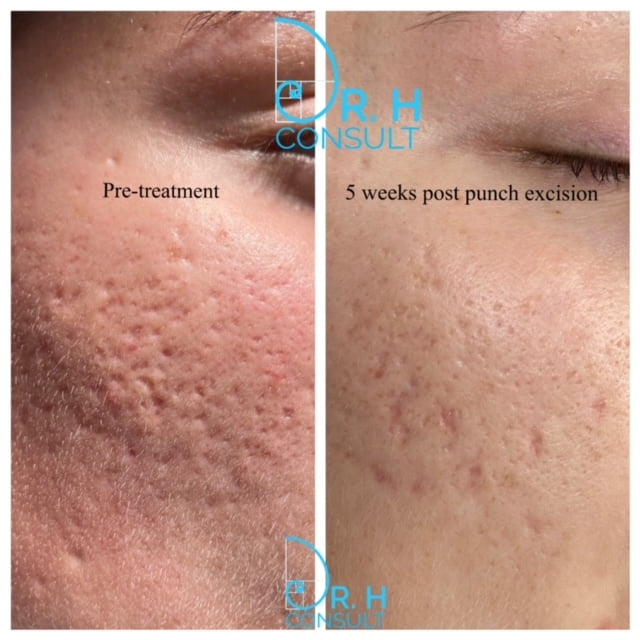 DR. H
CONSULT
Pre-treatment
5 weeks post punch excision
DR. H
CONSULT